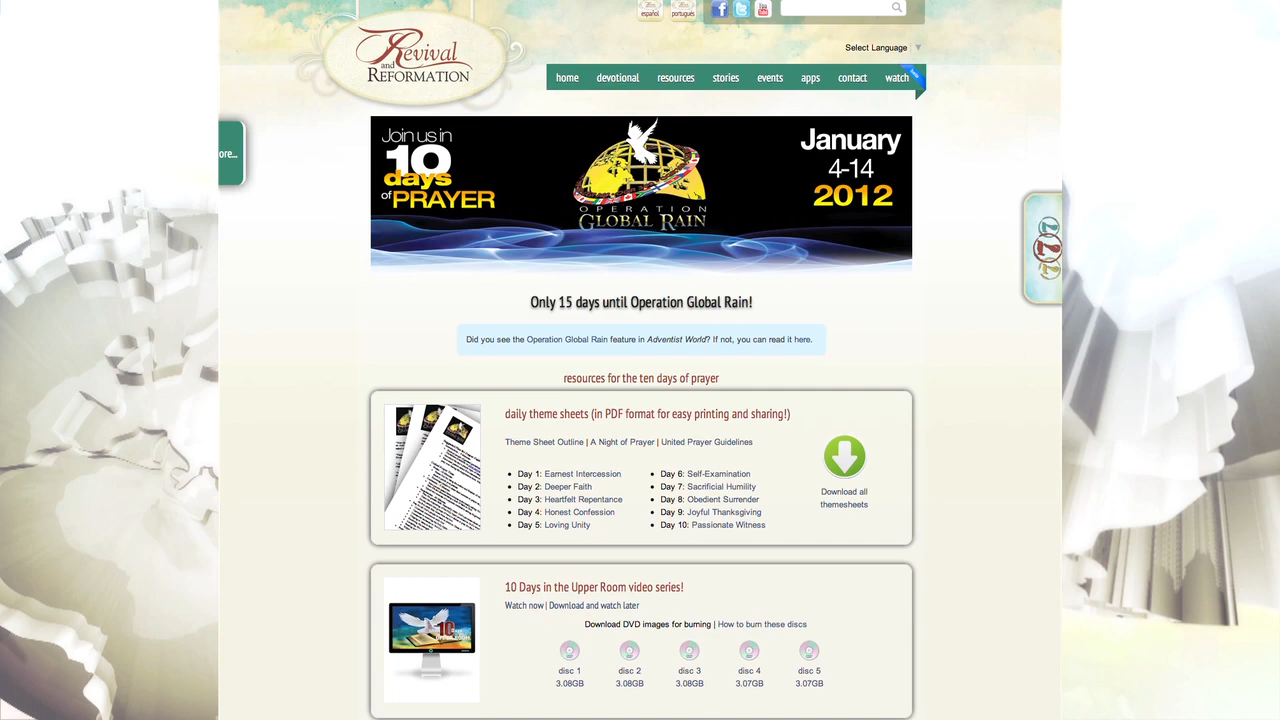 español
português
Select Language ▼
Revival
and
REFORMATION
home devotional resources stories events apps contact watch
ore...
Join us in
10
days
of PRAYER
OPERATION
GLOBAL RAIN
January
4-14
2012
777
Only 15 days until Operation Global Rain!
Did you see the Operation Global Rain feature in Adventist World? If not, you can read it here.
resources for the ten days of prayer
daily theme sheets (in PDF format for easy printing and sharing!)
Theme Sheet Outline | A Night of Prayer | United Prayer Guidelines
• Day 1: Earnest Intercession
• Day 2: Deeper Faith
• Day 3: Heartfelt Repentance
• Day 4: Honest Confession
• Day 5: Loving Unity
• Day 6: Self-Examination
• Day 7: Sacrificial Humility
• Day 8: Obedient Surrender
• Day 9: Joyful Thanksgiving
• Day 10: Passionate Witness
Download all
themesheets
10 Days in the Upper Room video series!
Watch now | Download and watch later
Download DVD images for burning | How to burn these discs
disc 1 disc 2 disc 3 disc 4 disc 5
3.08GB 3.08GB 3.08GB 3.07GB 3.07GB